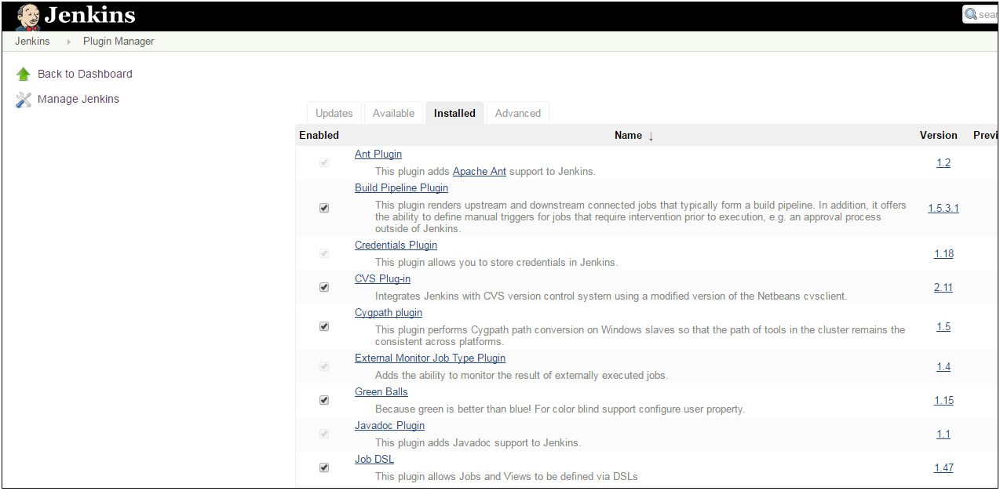 Jenkins
sear
Jenkins Plugin Manager
Back to Dashboard
Manage Jenkins
Updates Available Installed Advanced
Enabled Name ↓ Version Previ
Ant Plugin
This plugin adds Apache Ant support to Jenkins.
1.2
Build Pipeline Plugin
This plugin renders upstream and downstream connected jobs that typically form a build pipeline. In addition, it offers
the ability to define manual triggers for jobs that require intervention prior to execution, e.g. an approval process
outside of Jenkins.
1.5.3.1
Credentials Plugin
This plugin allows you to store credentials in Jenkins.
1.18
CVS Plug-in
Integrates Jenkins with CVS version control system using a modified version of the Netbeans cvsclient.
2.11
Cygpath plugin
This plugin performs Cygpath path conversion on Windows slaves so that the path of tools in the cluster remains the
consistent across platforms.
1.5
External Monitor Job Type Plugin
Adds the ability to monitor the result of externally executed jobs.
1.4
Green Balls
Because green is better than blue! For color blind support configure user property.
1.15
Javadoc Plugin
This plugin adds Javadoc support to Jenkins.
1.1
Job DSL
This plugin allows Jobs and Views to be defined via DSLs
1.47